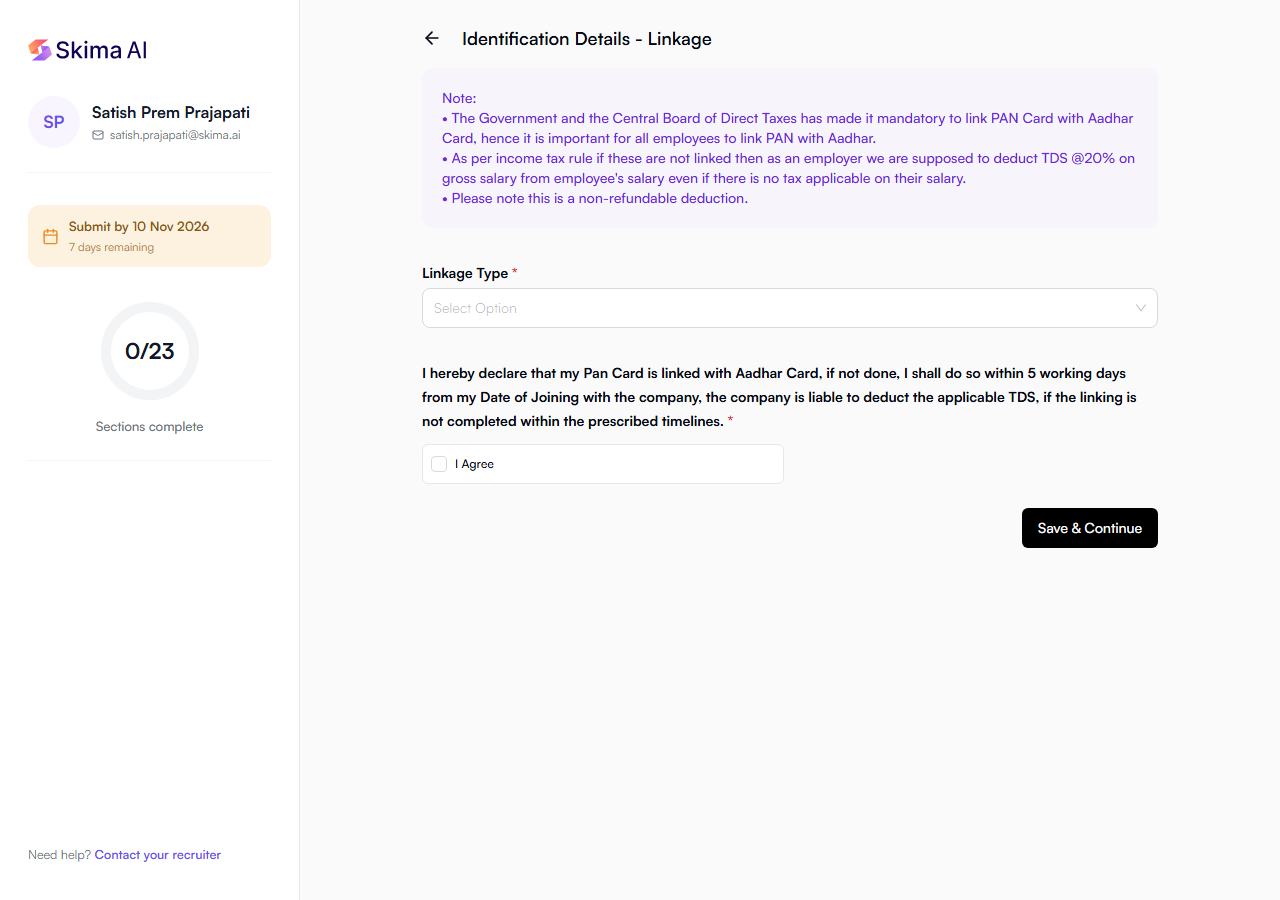 Skima AI
SP
Satish Prem Prajapati
satish.prajapati@skima.ai
Submit by 10 Nov 2026
7 days remaining
0/23
Sections complete
Need help? Contact your recruiter
Identification Details - Linkage
Note:
• The Government and the Central Board of Direct Taxes has made it mandatory to link PAN Card with Aadhar
Card, hence it is important for all employees to link PAN with Aadhar.
• As per income tax rule if these are not linked then as an employer we are supposed to deduct TDS @20% on
gross salary from employee's salary even if there is no tax applicable on their salary.
• Please note this is a non-refundable deduction.
Linkage Type *
Select Option
I hereby declare that my Pan Card is linked with Aadhar Card, if not done, I shall do so within 5 working days
from my Date of Joining with the company, the company is liable to deduct the applicable TDS, if the linking is
not completed within the prescribed timelines. *
I Agree
Save & Continue